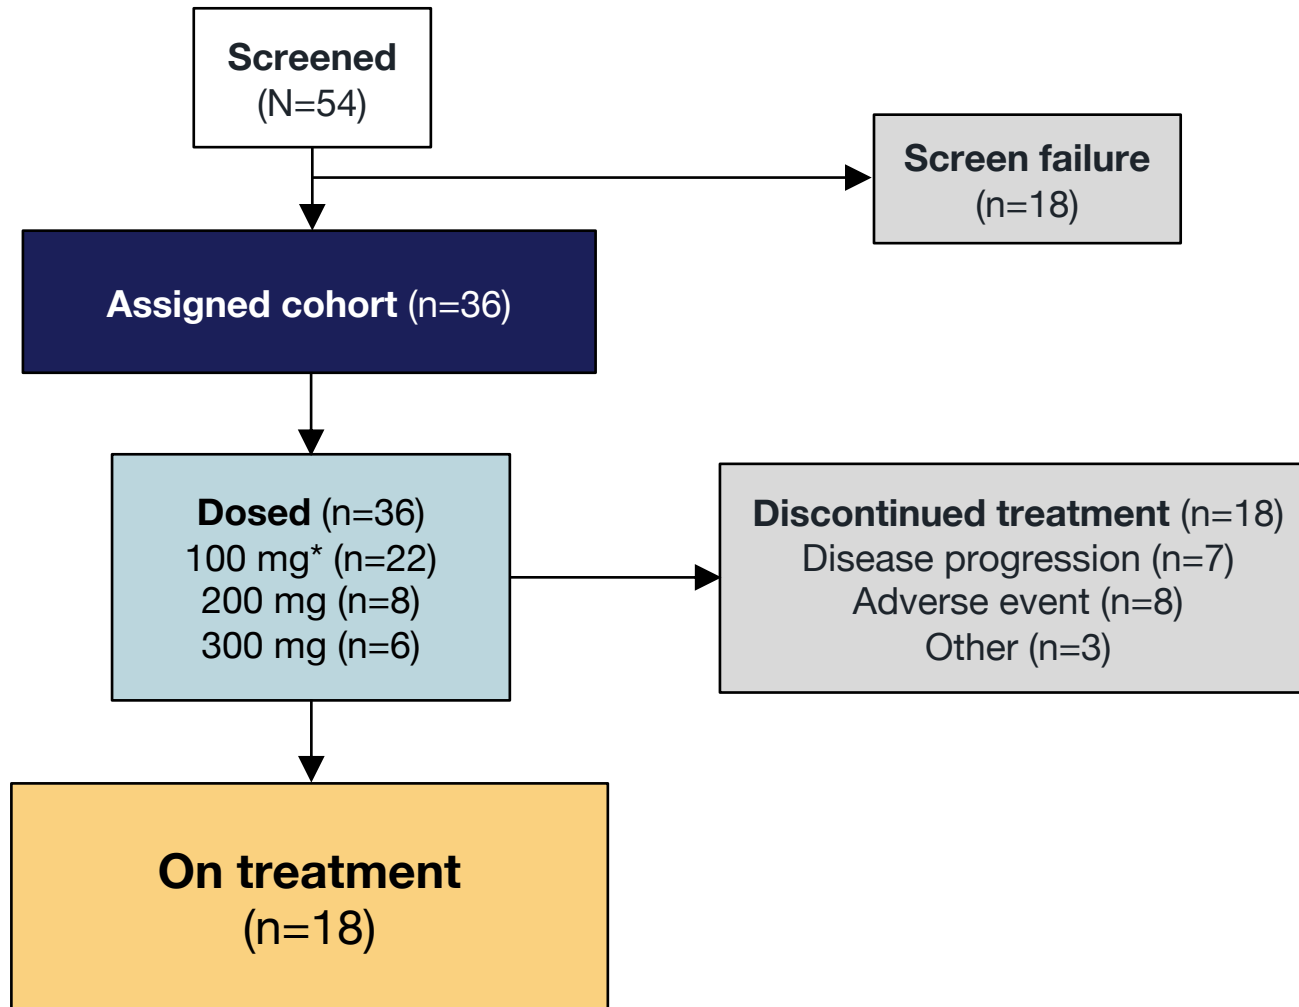 Screened
(N=54)
Screen failure
(n=18)
Assigned cohort (n=36)
Dosed (n=36)
100 mg* (n=22)
200 mg (n=8)
300 mg (n=6)
Discontinued treatment (n=18)
Disease progression (n=7)
Adverse event (n=8)
Other (n=3)
On treatment
(n=18)